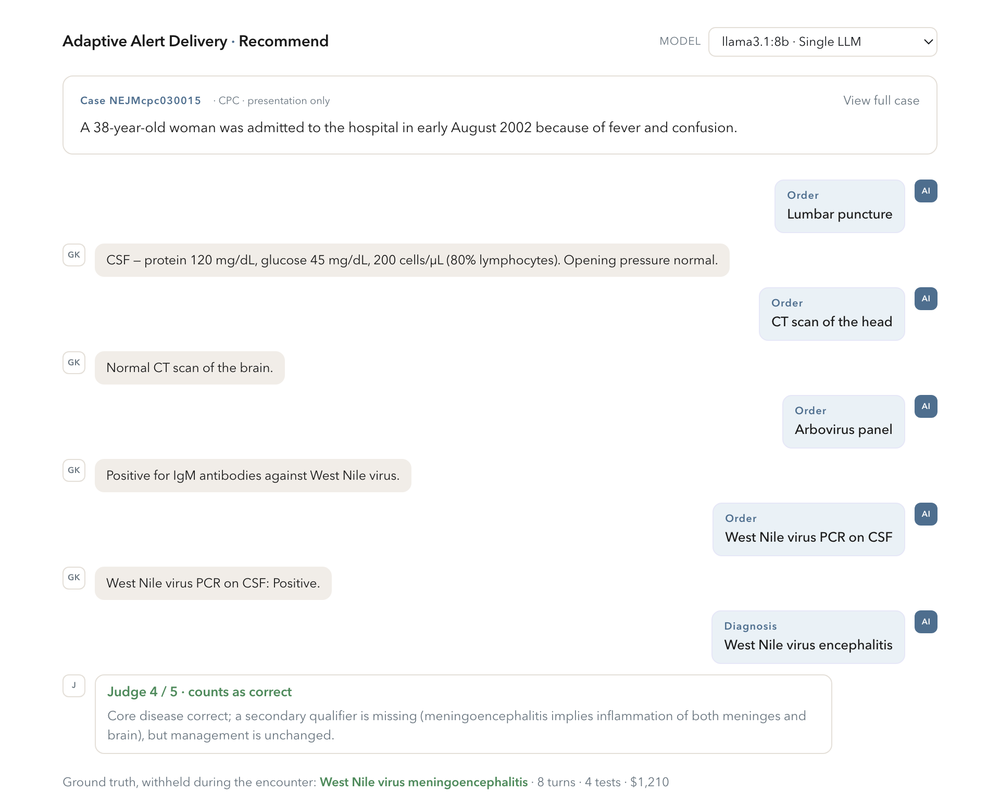 Adaptive Alert Delivery · Recommend
MODEL
llama3.1:8b · Single LLM
Case NEJMcpc030015 · CPC · presentation only
View full case
A 38-year-old woman was admitted to the hospital in early August 2002 because of fever and confusion.
Order
Lumbar puncture
AI
GK
CSF – protein 120 mg/dL, glucose 45 mg/dL, 200 cells/µL (80% lymphocytes). Opening pressure normal.
Order
CT scan of the head
AI
GK
Normal CT scan of the brain.
Order
Arbovirus panel
AI
GK
Positive for IgM antibodies against West Nile virus.
Order
West Nile virus PCR on CSF
AI
GK
West Nile virus PCR on CSF: Positive.
Diagnosis
West Nile virus encephalitis
AI
J
Judge 4 / 5 · counts as correct
Core disease correct; a secondary qualifier is missing (meningoencephalitis implies inflammation of both meninges and
brain), but management is unchanged.
Ground truth, withheld during the encounter: West Nile virus meningoencephalitis · 8 turns · 4 tests · $1,210